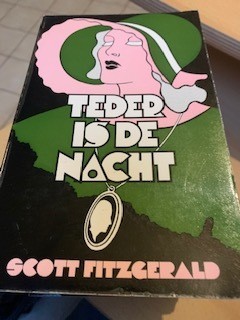 TEDER
IS DE
NACHT
SCOTT FITZGERALD